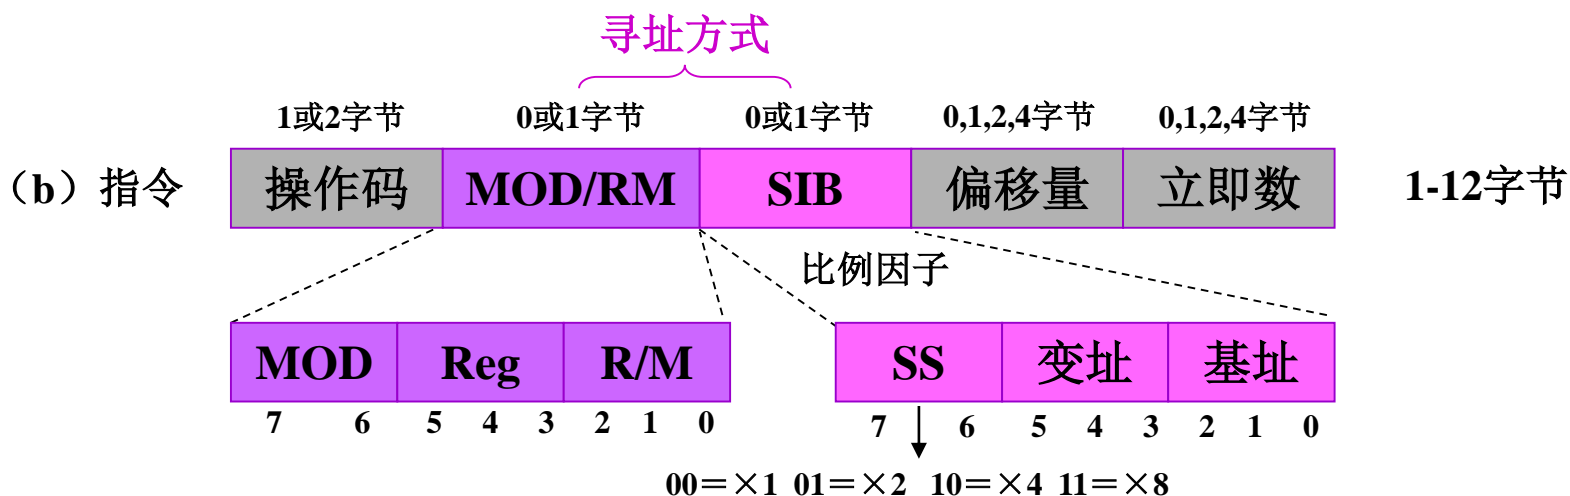 寻址方式
1或2字节 0或1字节 0或1字节 0,1,2,4字节 0,1,2,4字节
（b）指令 操作码 MOD/RM SIB 偏移量 立即数 1-12字节
比例因子
MOD Reg R/M SS 变址 基址
7 6 5 4 3 2 1 0 7 6 5 4 3 2 1 0
00＝×1 01＝×2 10＝×4 11＝×8